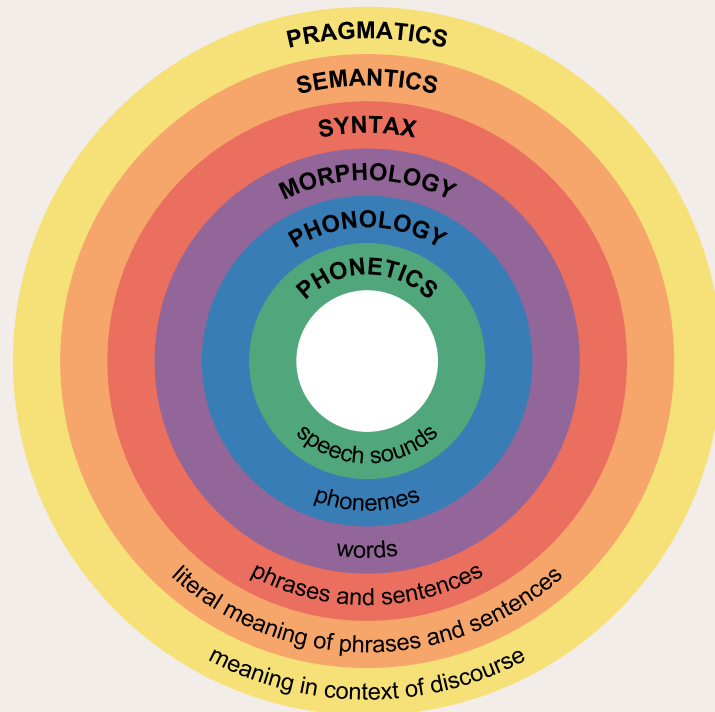 PRAGMATICS
SEMANTICS
SYNTAX
MORPHOLOGY
PHONOLOGY
PHONETICS
speech sounds
phonemes
words
phrases and sentences
literal meaning of phrases and sentences
meaning in context of discourse